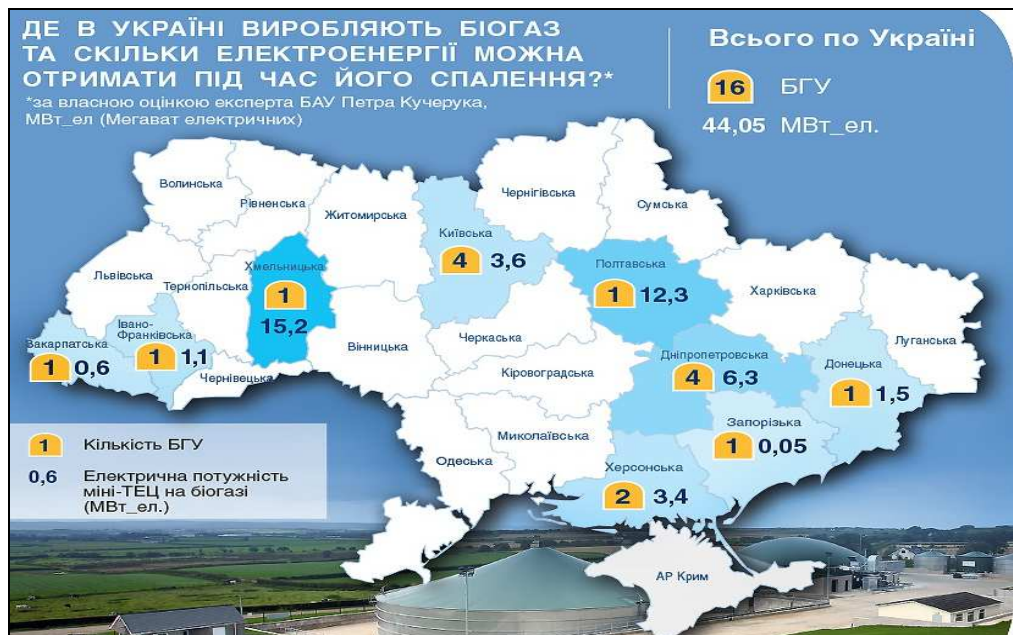 ДЕ В УКРАЇНІ ВИРОБЛЯЮТЬ БІОГАЗ
ТА СКІЛЬКИ ЕЛЕКТРОЕНЕРГІЇ МОЖНА
ОТРИМАТИ ПІД ЧАС ЙОГО СПАЛЕННЯ?*
*за власною оцінкою експерта БАУ Петра Кучерука,
МВт_ел (Мегават електричних)
Всього по Україні
16 БГУ
44,05 МВт_ел.
Волинська
Рівненська
Житомирська
Чернігівська
Сумська
Київська
4 3,6
Львівська
Тернопільська
Хмельницька
1
15,2
Полтавська
1 12,3
Харківська
Луганська
Івано-
Франківська
1 1,1
Вакарпатська
1 0,6
Чернівецька
Вінницька
Черкаська
Кіровоградська
Дніпропетровська
4 6,3
Донецька
1 1,5
Запорізька
1 0,05
Миколаївська
Одеська
Херсонська
2 3,4
АР Крим
1 Кількість БГУ
0,6 Електрична потужність
міні-ТЕЦ на біогазі
(МВт_ел.)